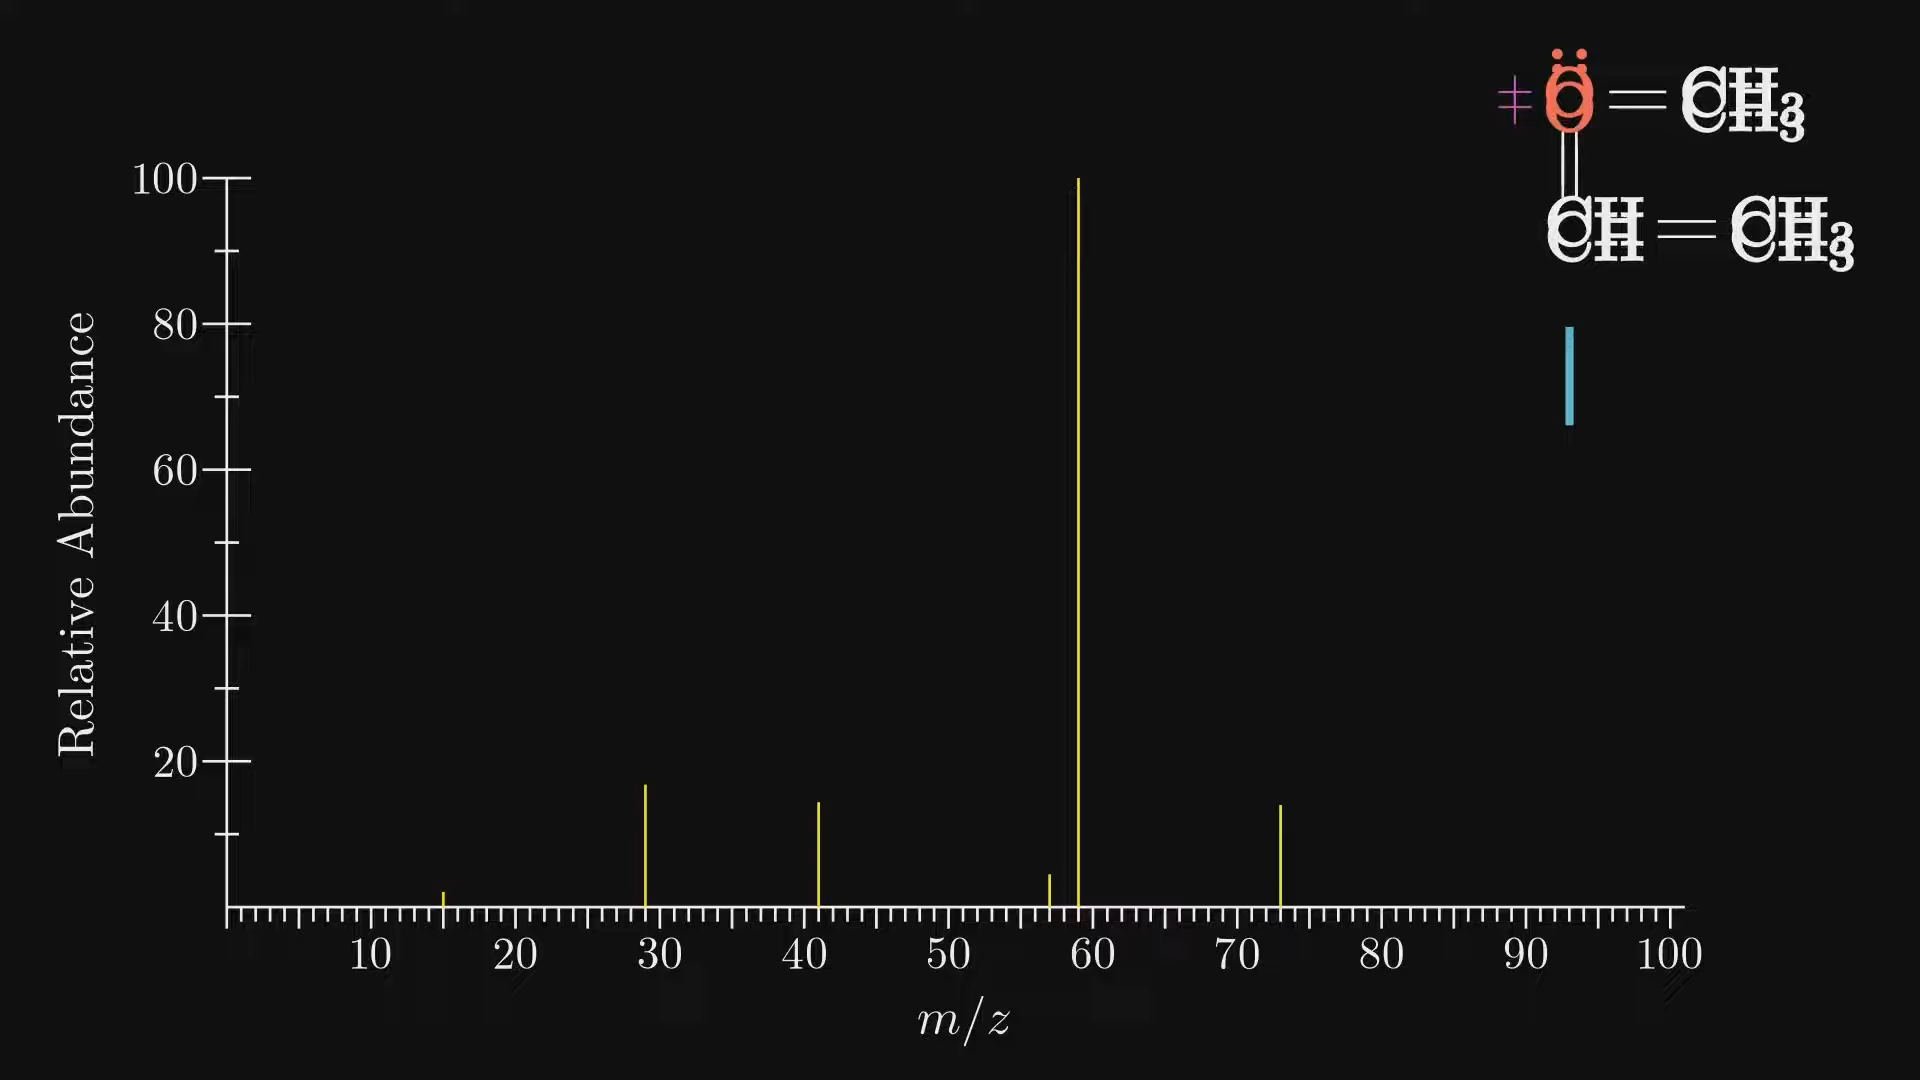 + Ö = CH₃
CH = CH₃
100
80
60
40
20
Relative Abundance
10 20 30 40 50 60 70 80 90 100
m/z